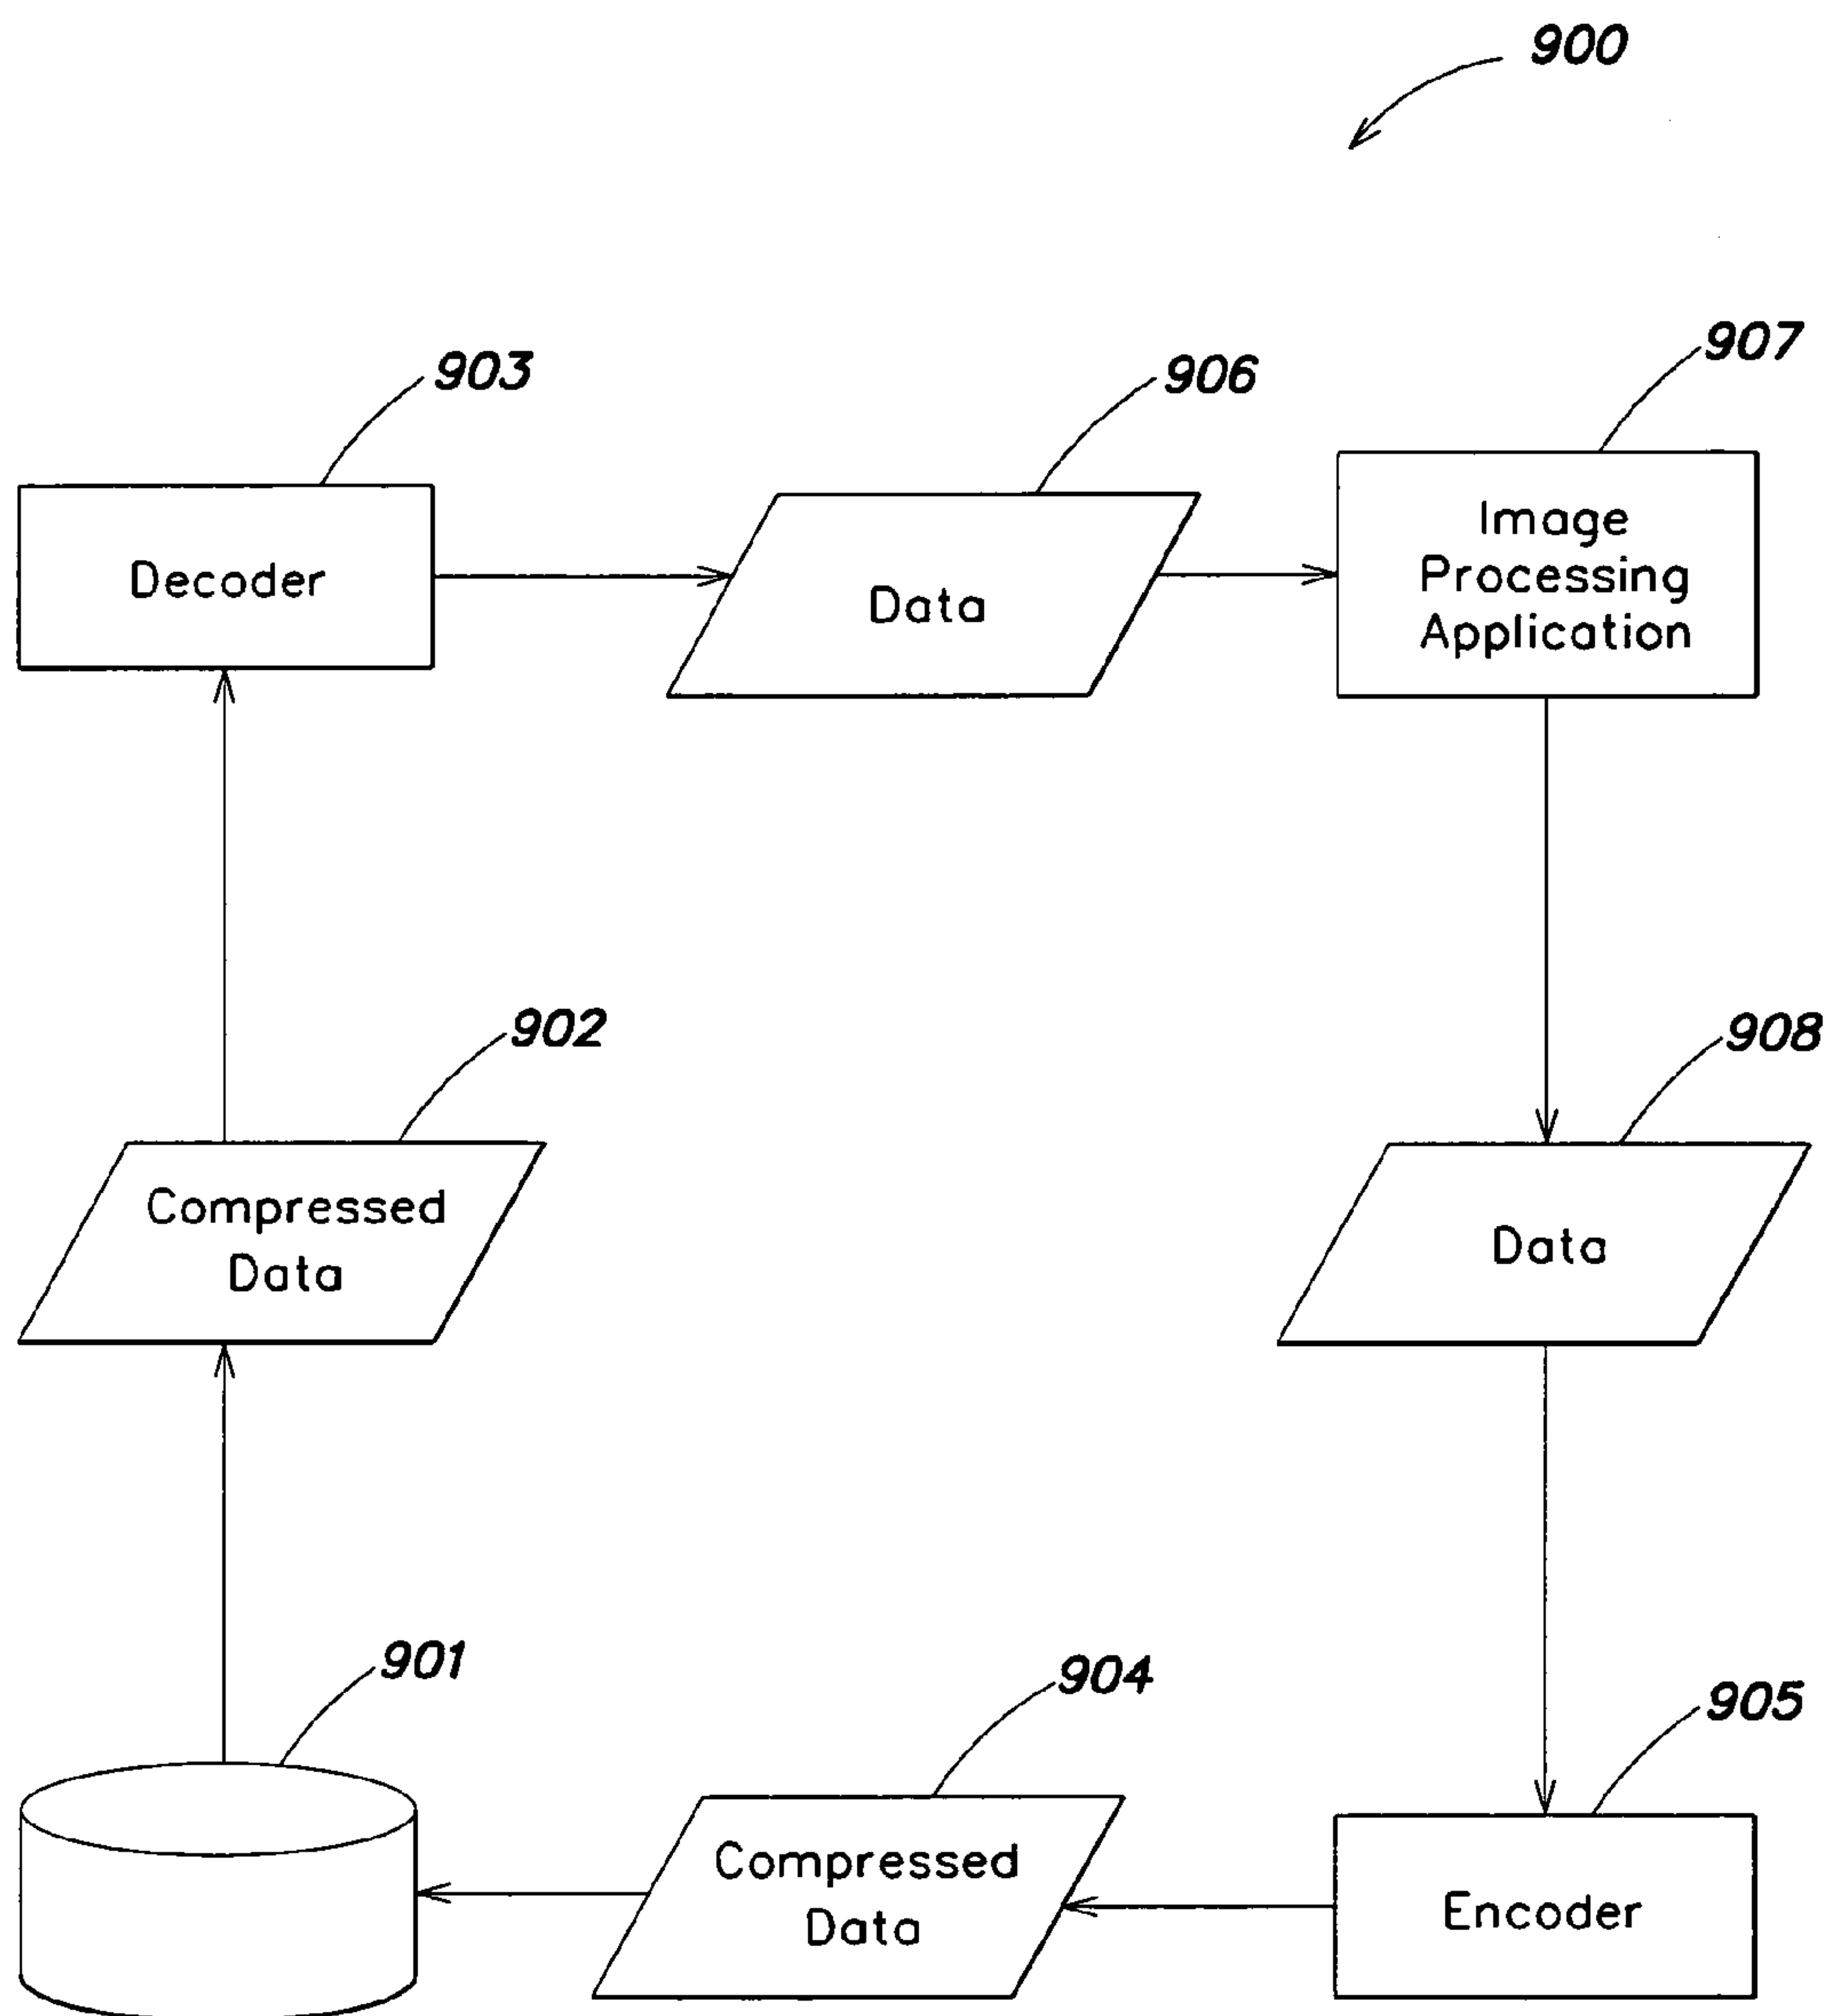 900
903
906
907
Decoder
Data
Image
Processing
Application
902
908
Compressed
Data
Data
901
904
905
Compressed
Data
Encoder